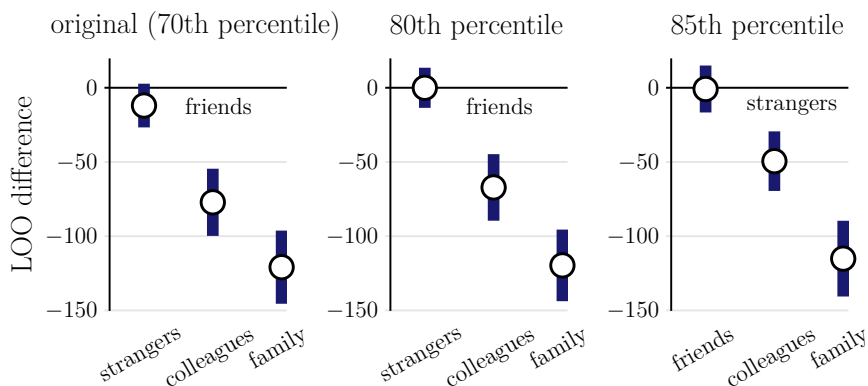 original (70th percentile)
80th percentile
85th percentile
LOO difference
0
−50
−100
−150
friends
strangers
colleagues
family
0
−50
−100
−150
friends
strangers
colleagues
family
0
−50
−100
−150
strangers
friends
colleagues
family